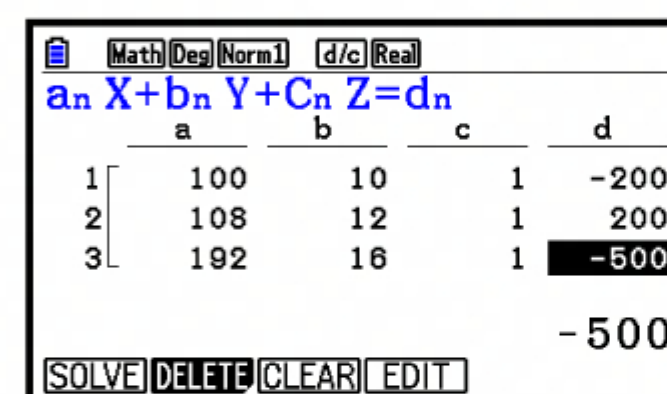 Math Deg Norm1 d/c Real
an X+bn Y+Cn Z=dn
a b c d
1 100 10 1 -200
2 108 12 1 200
3 192 16 1 -500
-500
SOLVE DELETE CLEAR EDIT